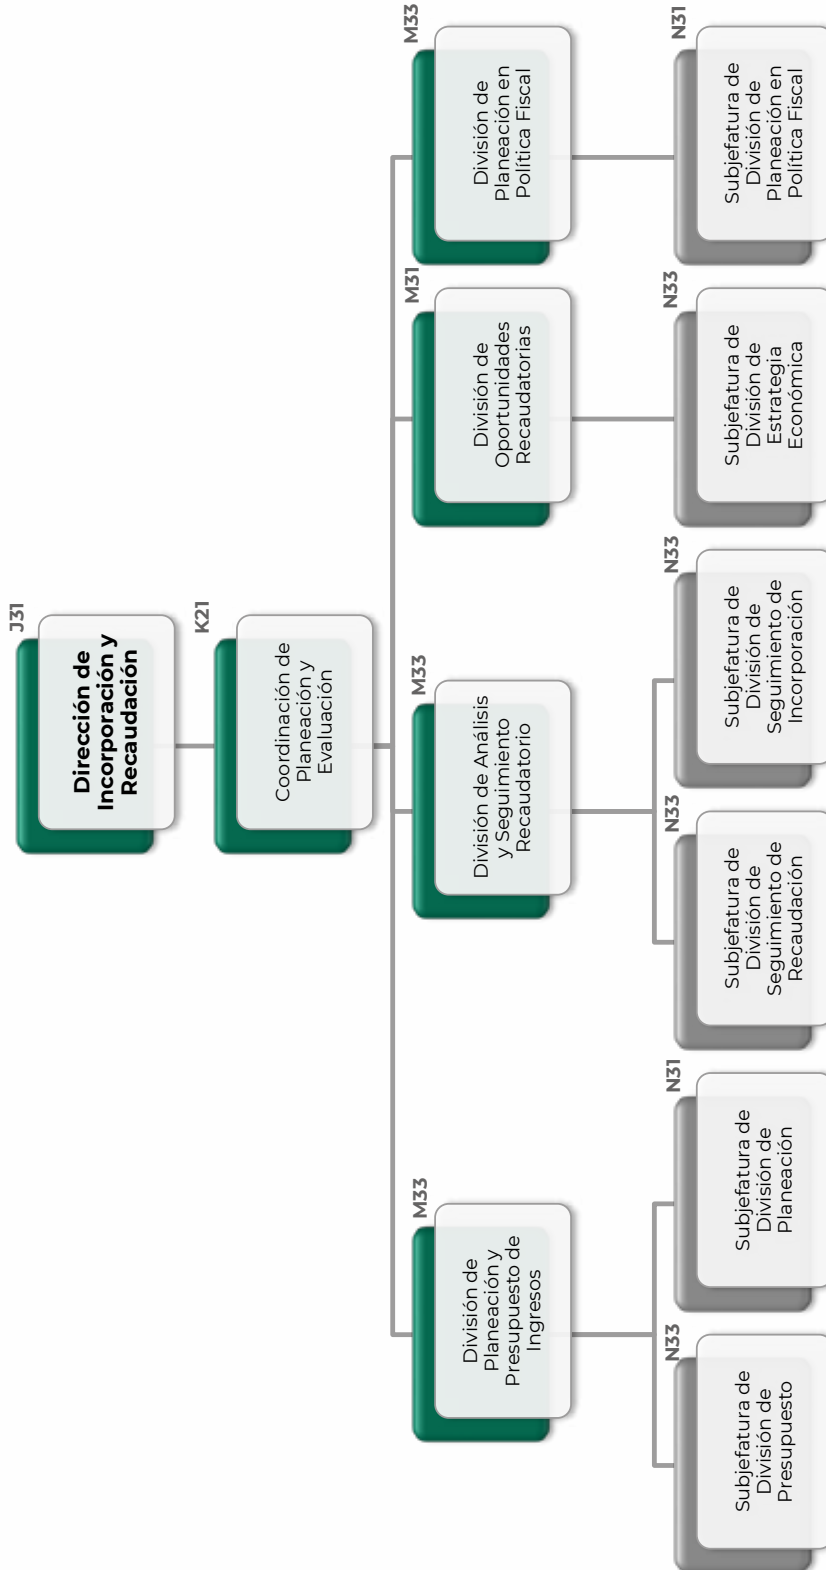 J31
Dirección de
Incorporación y
Recaudación
K21
Coordinación de
Planeación y
Evaluación
M33
División de
Planeación y
Presupuesto de
Ingresos
M33
División de Análisis
y Seguimiento
Recaudatorio
M31
División de
Oportunidades
Recaudatorias
M33
División de
Planeación en
Política Fiscal
N33
Subjefatura de
División de
Presupuesto
N31
Subjefatura de
División de
Planeación
N33
Subjefatura de
División de
Seguimiento de
Recaudación
N33
Subjefatura de
División de
Seguimiento de
Incorporación
N33
Subjefatura de
División de
Estrategia
Económica
N31
Subjefatura de
División de
Planeación en
Política Fiscal